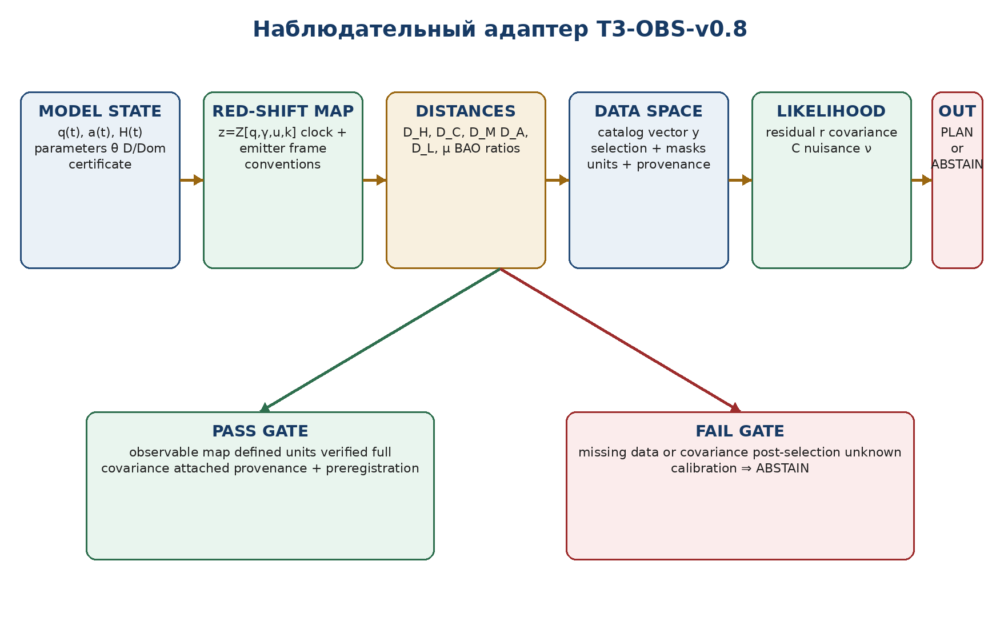 Наблюдательный адаптер T3-OBS-v0.8
MODEL STATE
q(t), a(t), H(t)
parameters θ D/Dom
certificate
RED-SHIFT MAP
z=Z[q,γ,u,k] clock +
emitter frame
conventions
DISTANCES
D_H, D_C, D_M D_A,
D_L, μ BAO ratios
DATA SPACE
catalog vector y
selection + masks
units + provenance
LIKELIHOOD
residual r covariance
C nuisance ν
OUT
PLAN
or
ABSTAIN
PASS GATE
observable map defined units verified full
covariance attached provenance + preregistration
FAIL GATE
missing data or covariance post-selection unknown
calibration ⇒ ABSTAIN